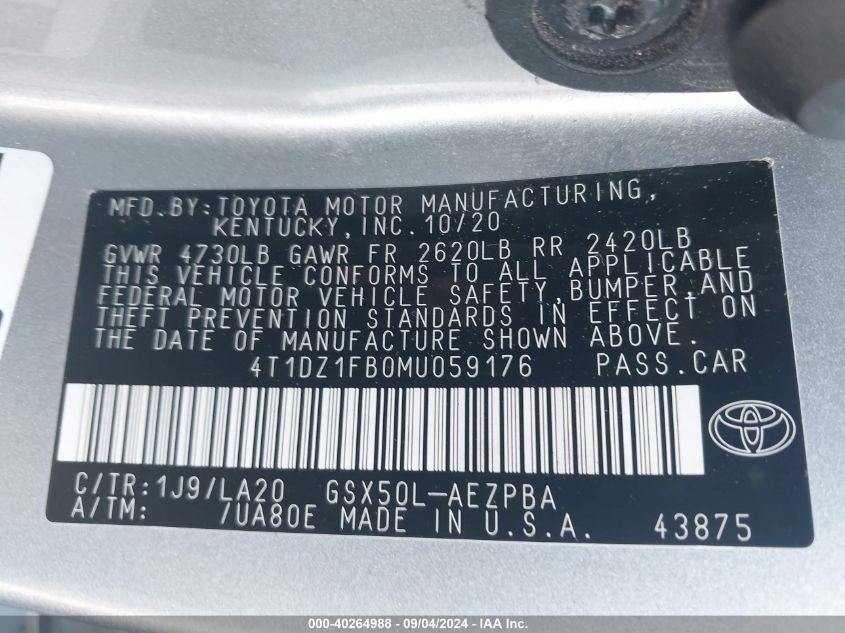 MFD.BY:TOYOTA MOTOR MANUFACTURING,
KENTUCKY,INC.10/20
GVWR 4730LB GAWR FR 2620LB RR 2420LB
THIS VEHICLE CONFORMS TO ALL APPLICABLE
FEDERAL MOTOR VEHICLE SAFETY,BUMPER,AND
THEFT PREVENTION STANDARDS IN EFFECT ON
THE DATE OF MANUFACTURE SHOWN ABOVE.
4T1DZ1FB0MU059176 PASS.CAR
C/TR:1J9/LA20 GSX50L-AEZPBA
A/TM: /UA80E MADE IN U.S.A. 43875
000-40264988 - 09/04/2024 - IAA Inc.